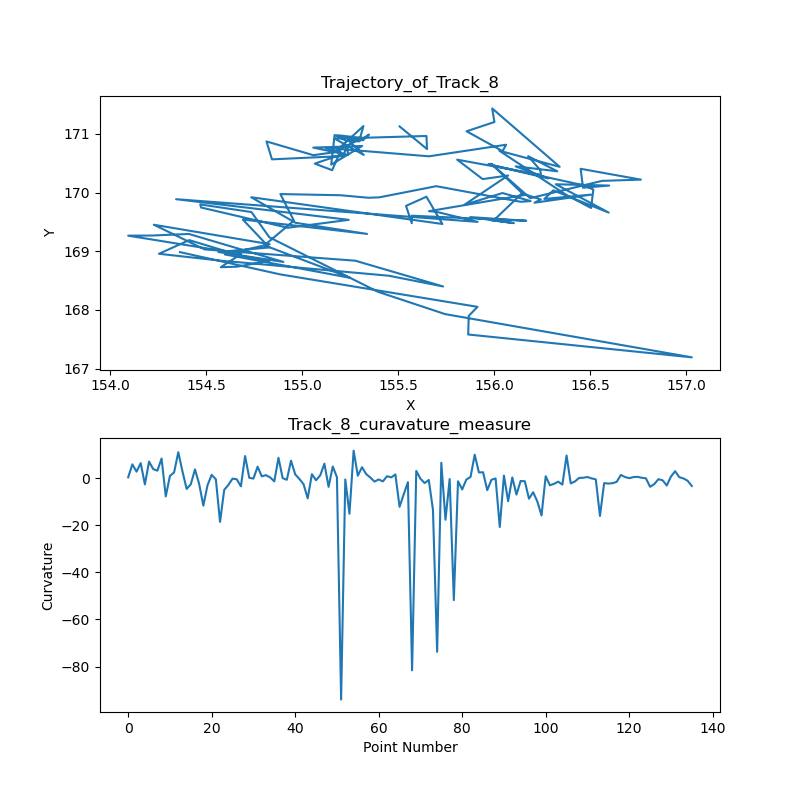 Trajectory_of_Track_8
171
170
169
168
167
Y
154.0 154.5 155.0 155.5 156.0 156.5 157.0
X
Track_8_curavature_measure
0
−20
−40
−60
−80
Curvature
0 20 40 60 80 100 120 140
Point Number